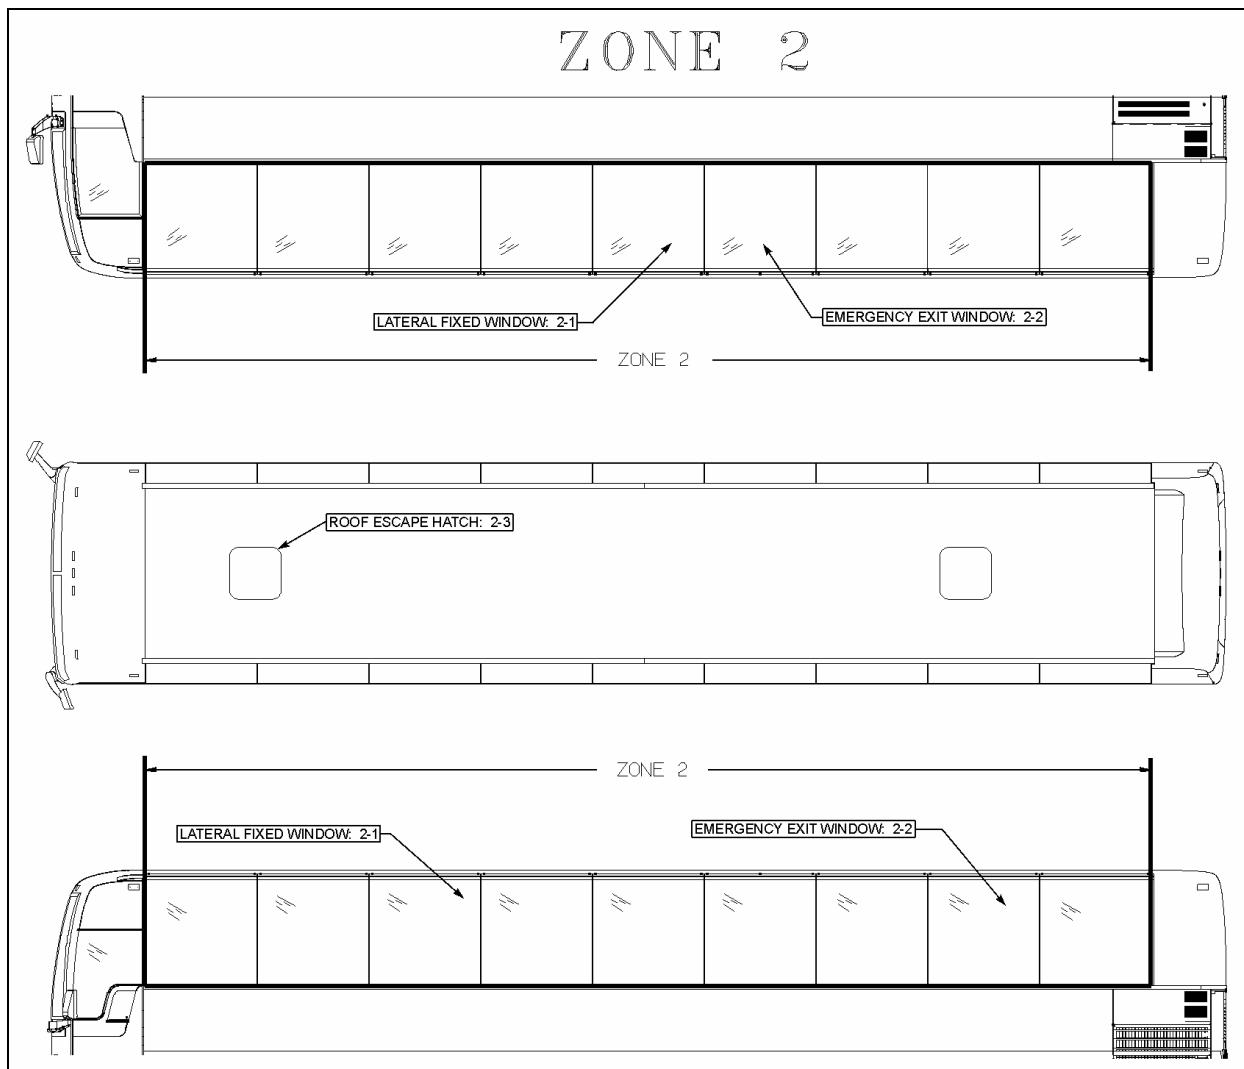 ZONE 2
LATERAL FIXED WINDOW: 2-1
EMERGENCY EXIT WINDOW: 2-2
ZONE 2
ROOF ESCAPE HATCH: 2-3
ZONE 2
LATERAL FIXED WINDOW: 2-1
EMERGENCY EXIT WINDOW: 2-2